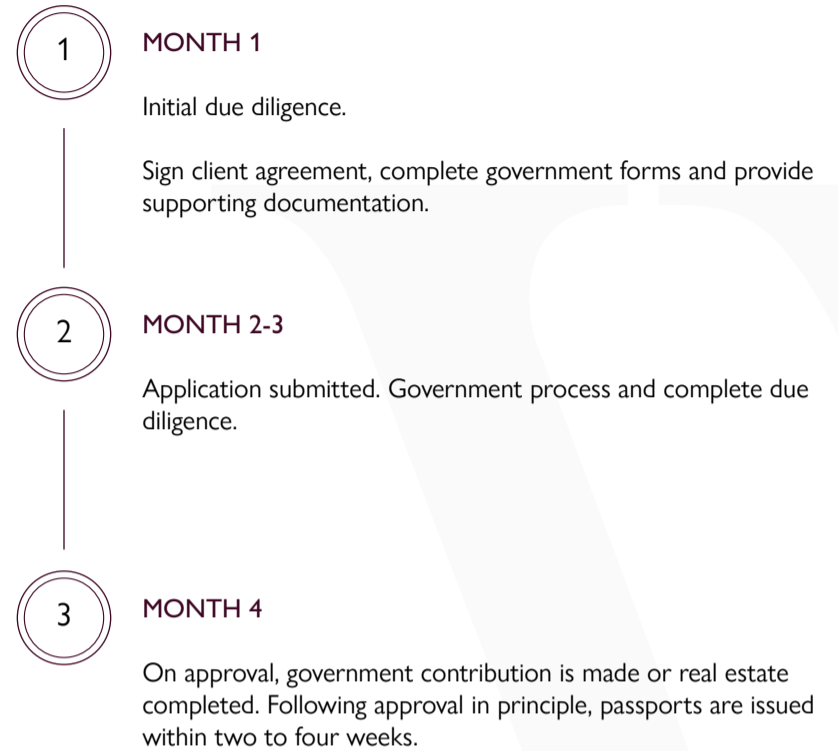 1
MONTH 1
Initial due diligence.
Sign client agreement, complete government forms and provide
supporting documentation.
2
MONTH 2-3
Application submitted. Government process and complete due
diligence.
3
MONTH 4
On approval, government contribution is made or real estate
completed. Following approval in principle, passports are issued
within two to four weeks.